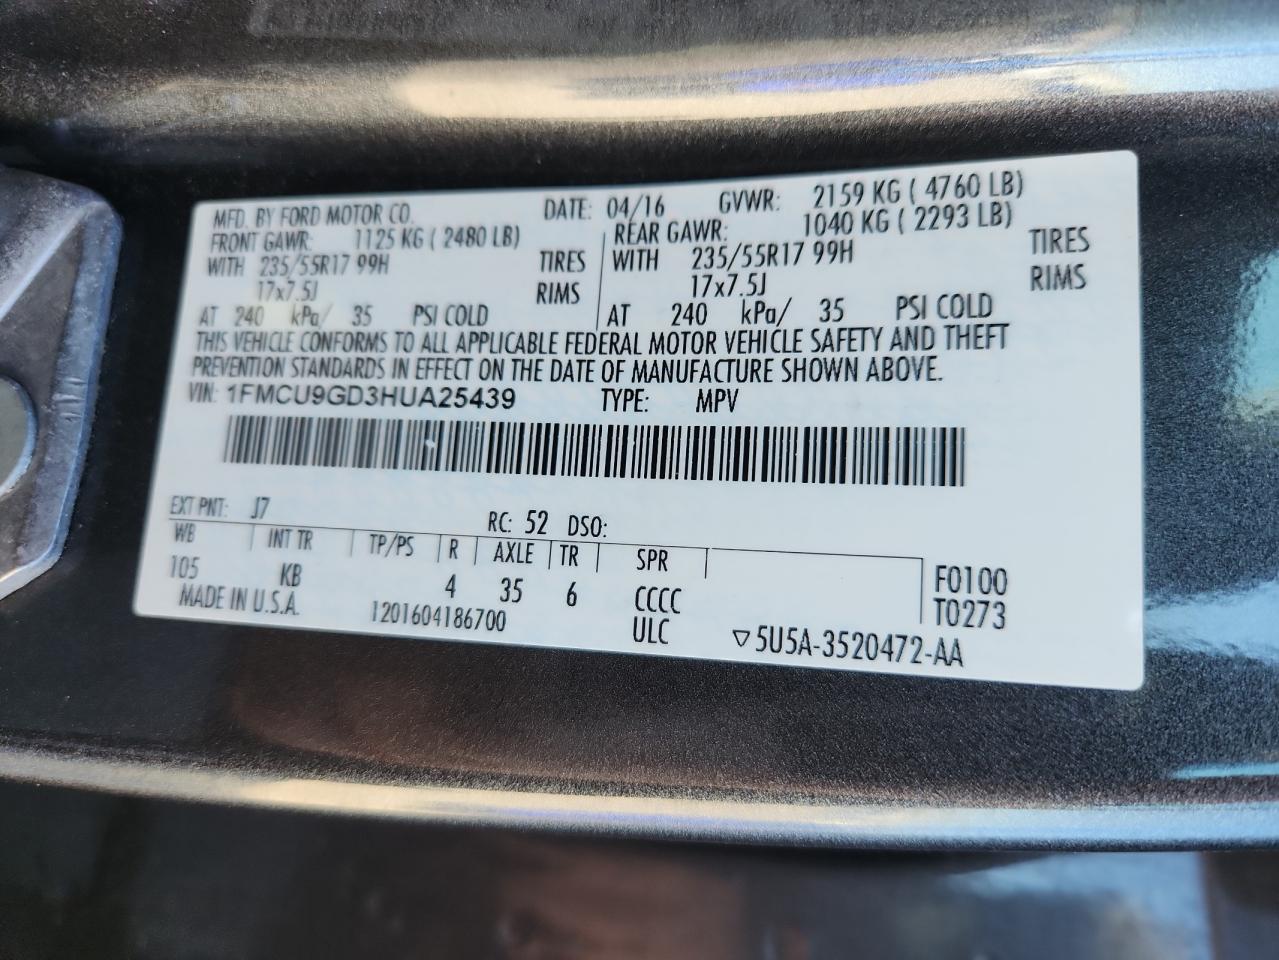 MFD. BY FORD MOTOR CO. DATE: 04/16 GVWR: 2159 KG ( 4760 LB)
FRONT GAWR: 1125 KG ( 2480 LB) REAR GAWR: 1040 KG ( 2293 LB)
WITH 235/55R17 99H TIRES WITH 235/55R17 99H TIRES
17x7.5J RIMS 17x7.5J RIMS
AT 240 kPa/ 35 PSI COLD AT 240 kPa/ 35 PSI COLD
THIS VEHICLE CONFORMS TO ALL APPLICABLE FEDERAL MOTOR VEHICLE SAFETY AND THEFT
PREVENTION STANDARDS IN EFFECT ON THE DATE OF MANUFACTURE SHOWN ABOVE.
VIN: 1FMCU9GD3HUA25439 TYPE: MPV
EXT PNT: J7 RC: 52 DSO:
WB INT TR TP/PS R AXLE TR SPR
105 KB 4 35 6 CCCC F0100
MADE IN U.S.A. 1201604186700 ULC T0273
▽5U5A-3520472-AA